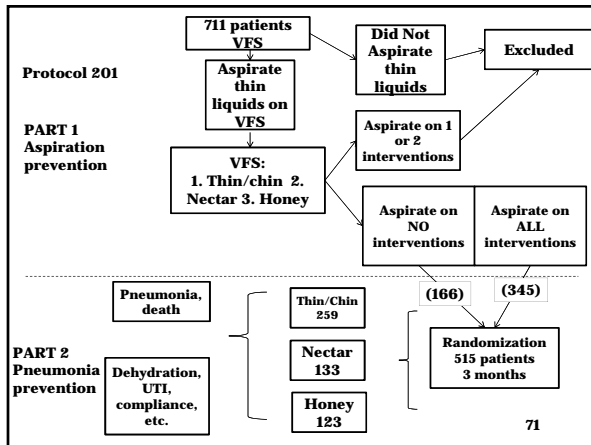 711 patients
VFS
Did Not
Aspirate
thin
liquids
Excluded
Protocol 201
Aspirate
thin
liquids on
VFS
PART 1
Aspiration
prevention
Aspirate on 1
or 2
interventions
VFS:
1. Thin/chin 2.
Nectar 3. Honey
Aspirate on
NO
interventions
Aspirate on
ALL
interventions
(166)
(345)
Pneumonia,
death
Thin/Chin
259
PART 2
Pneumonia
prevention
Nectar
133
Randomization
515 patients
3 months
Dehydration,
UTI,
compliance,
etc.
Honey
123
71